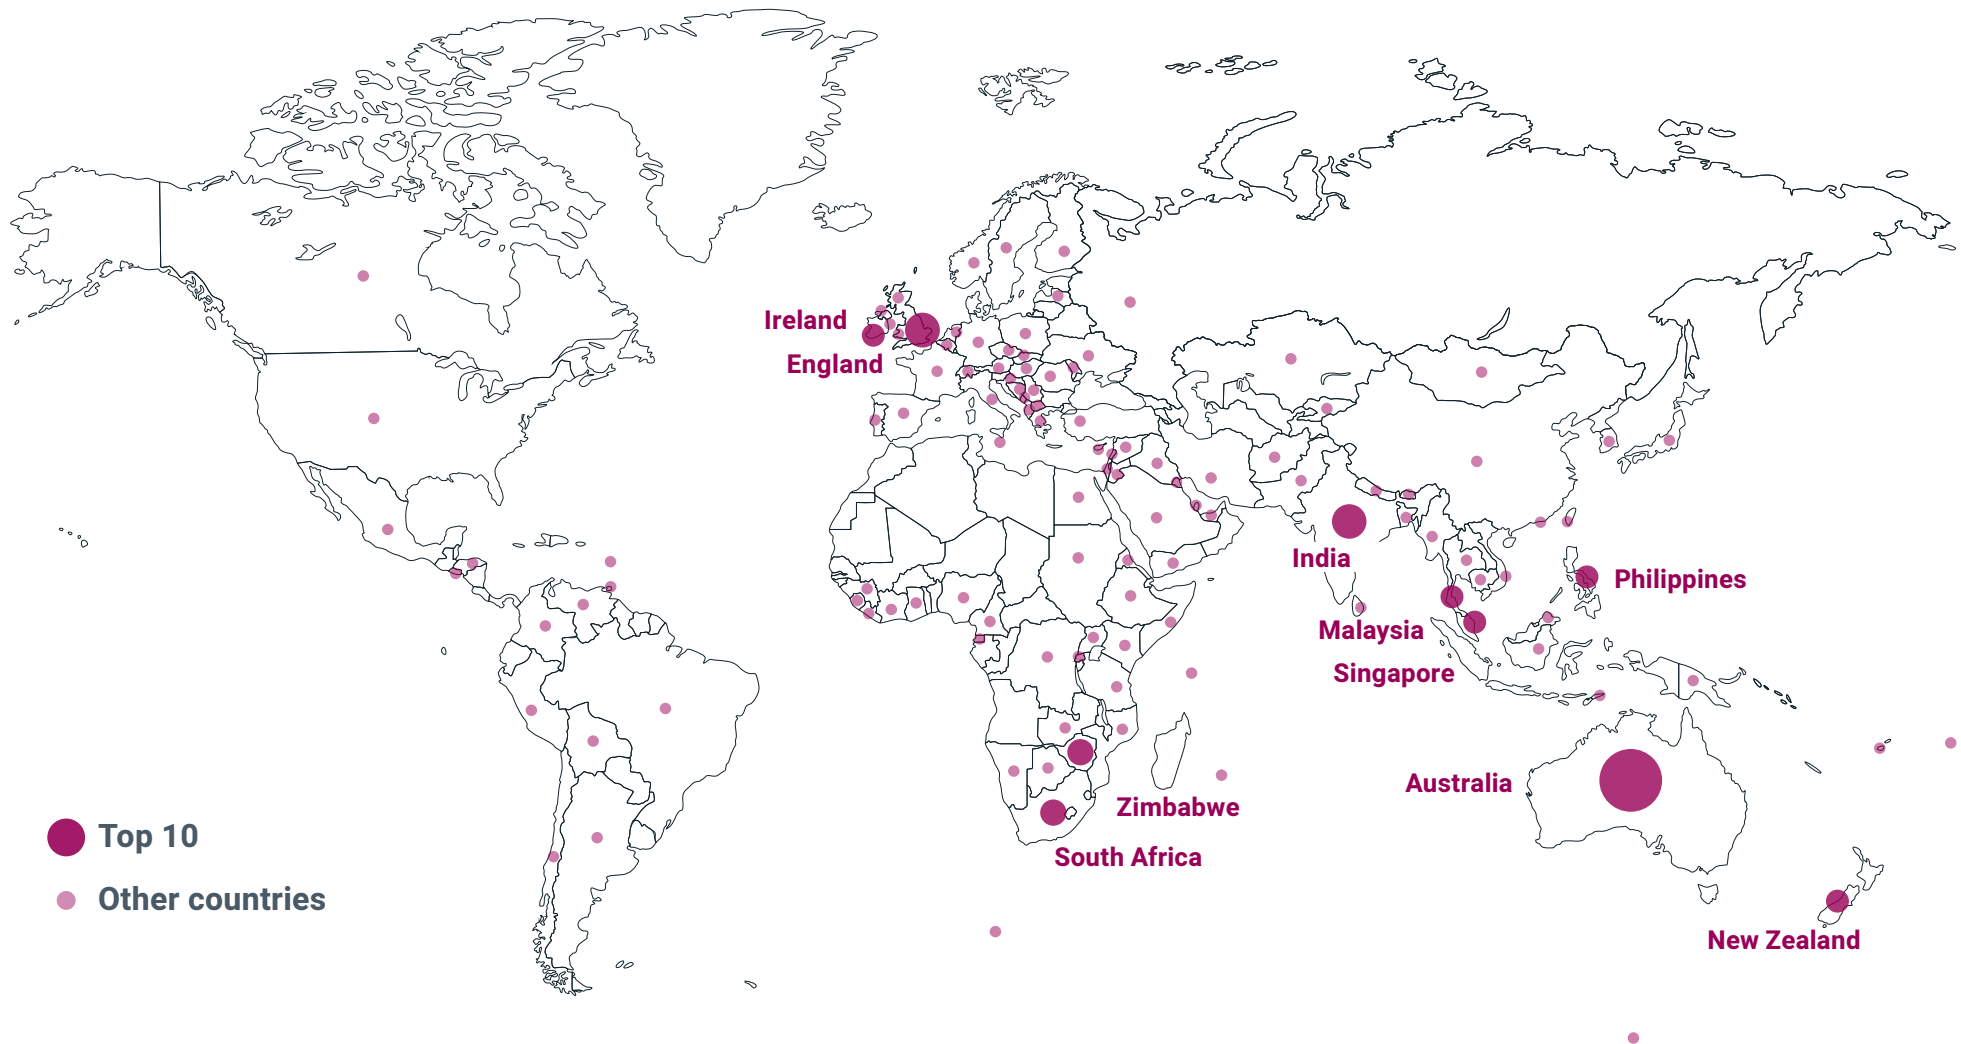 Ireland
England
India
Philippines
Malaysia
Singapore
Australia
Zimbabwe
South Africa
New Zealand
Top 10
Other countries